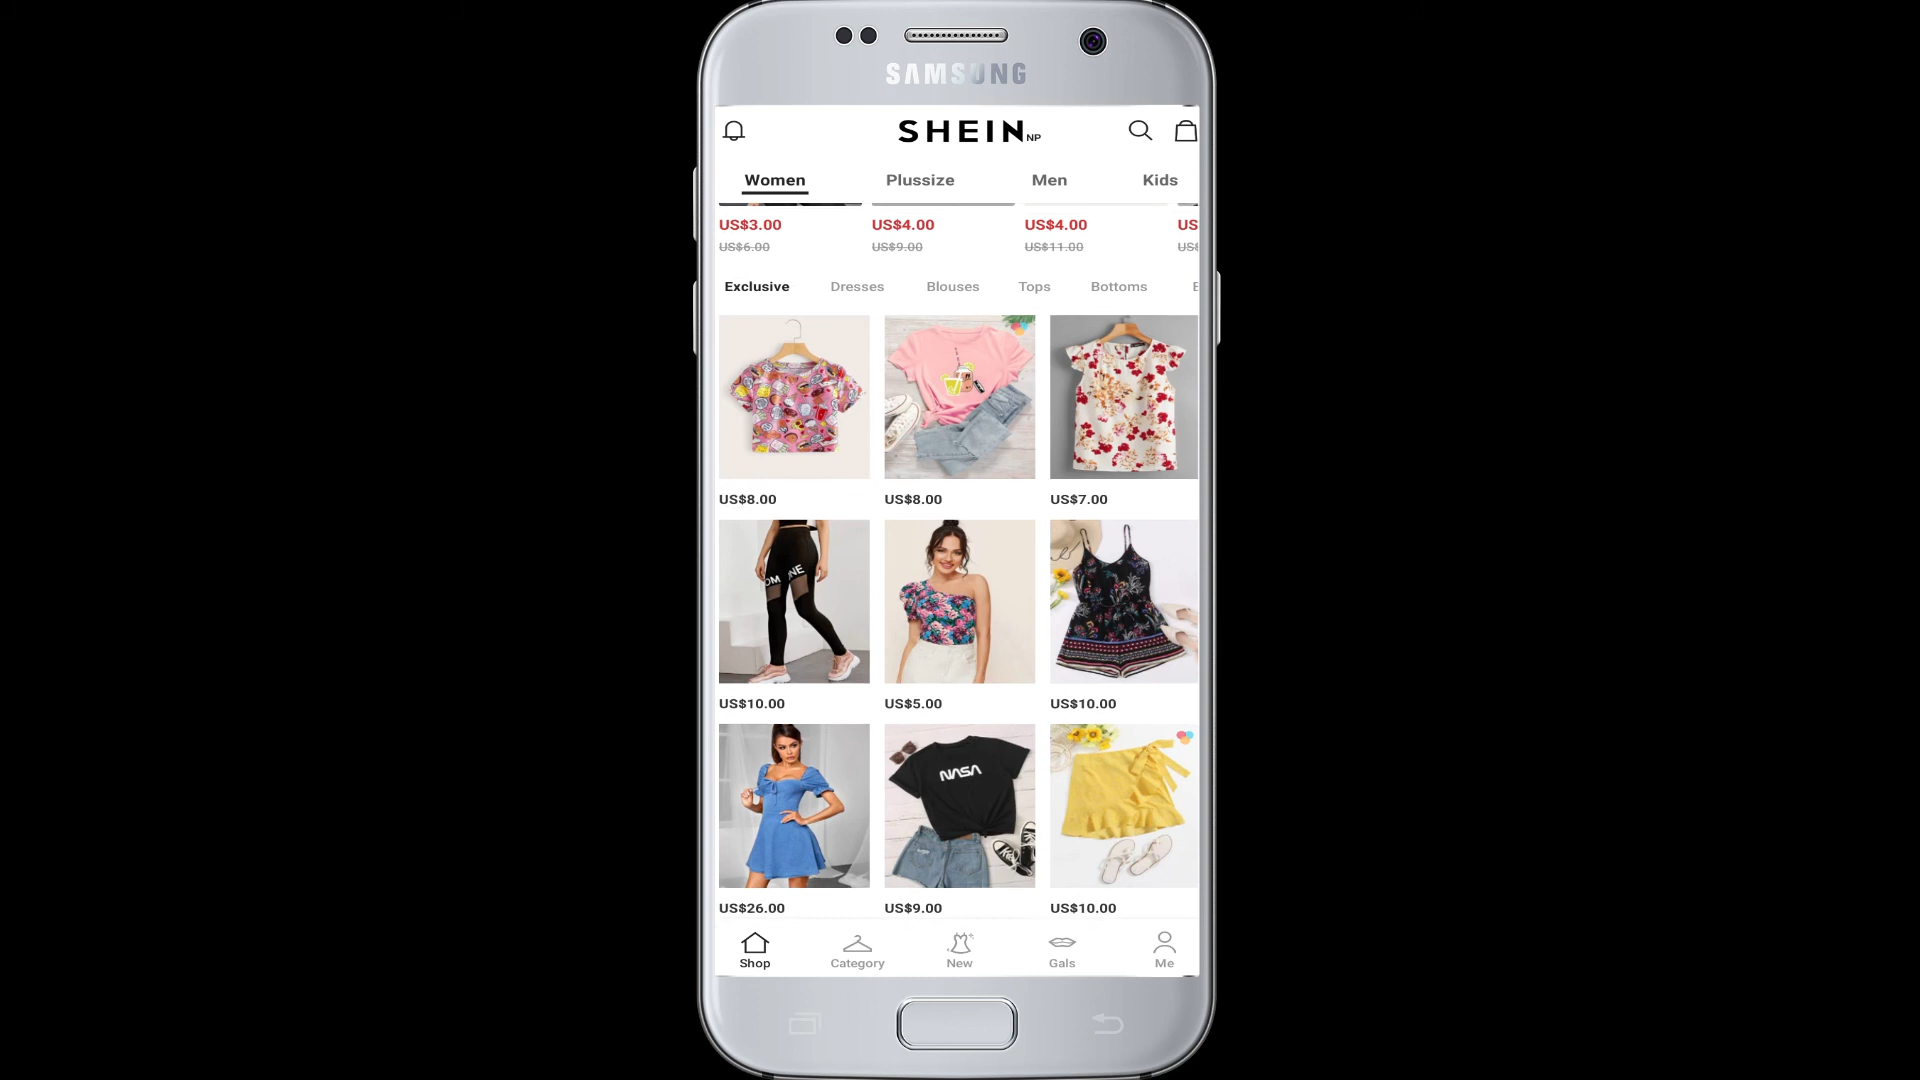 SAMSUNG
SHEIN NP
Women Plussize Men Kids
US$3.00 US$4.00 US$4.00 US
US$6.00 US$9.00 US$11.00 US$
Exclusive Dresses Blouses Tops Bottoms
US$8.00 US$8.00 US$7.00
US$10.00 US$5.00 US$10.00
NASA
US$26.00 US$9.00 US$10.00
Shop Category New Gals Me